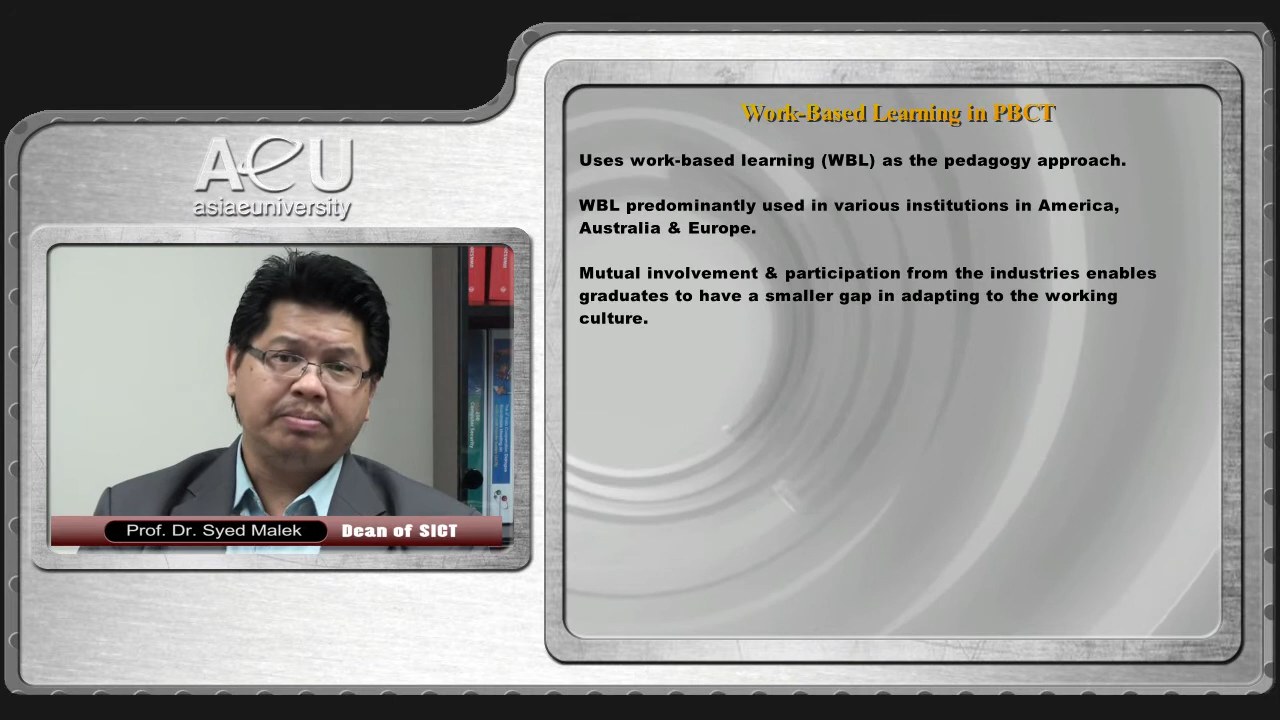 AeU
asiaeuniversity
Prof. Dr. Syed Malek
Dean of SICT
Work-Based Learning in PBCT
Uses work-based learning (WBL) as the pedagogy approach.
WBL predominantly used in various institutions in America,
Australia & Europe.
Mutual involvement & participation from the industries enables
graduates to have a smaller gap in adapting to the working
culture.